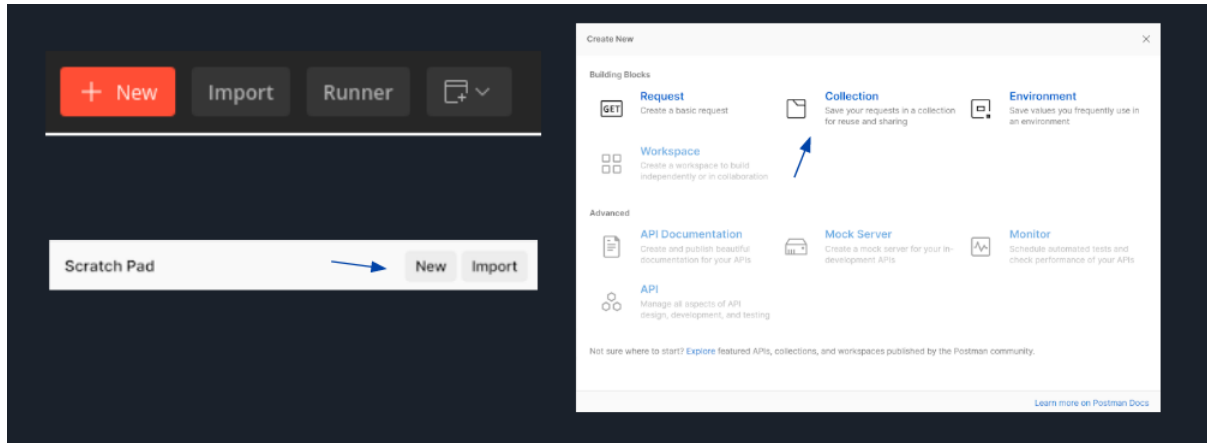 + New
Import
Runner
Scratch Pad
New
Import
Create New
Building Blocks
GET
Request
Create a basic request
Collection
Save your requests in a collection
for reuse and sharing
Environment
Save values you frequently use in
an environment
Workspace
Create a workspace to build
independently or in collaboration
Advanced
API Documentation
Create and publish beautiful
documentation for your APIs
Mock Server
Create a mock server for your in-
development APIs
Monitor
Schedule automated tests and
check performance of your APIs
API
Manage all aspects of API
design, development, and testing
Not sure where to start? Explore featured APIs, collections, and workspaces published by the Postman community.
Learn more on Postman Docs